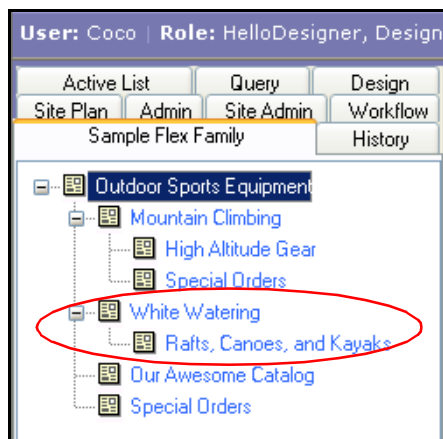 User: Coco | Role: HelloDesigner, Design
Active List Query Design
Site Plan Admin Site Admin Workflow
Sample Flex Family History
Outdoor Sports Equipment
Mountain Climbing
High Altitude Gear
Special Orders
White Watering
Rafts, Canoes, and Kayaks
Our Awesome Catalog
Special Orders